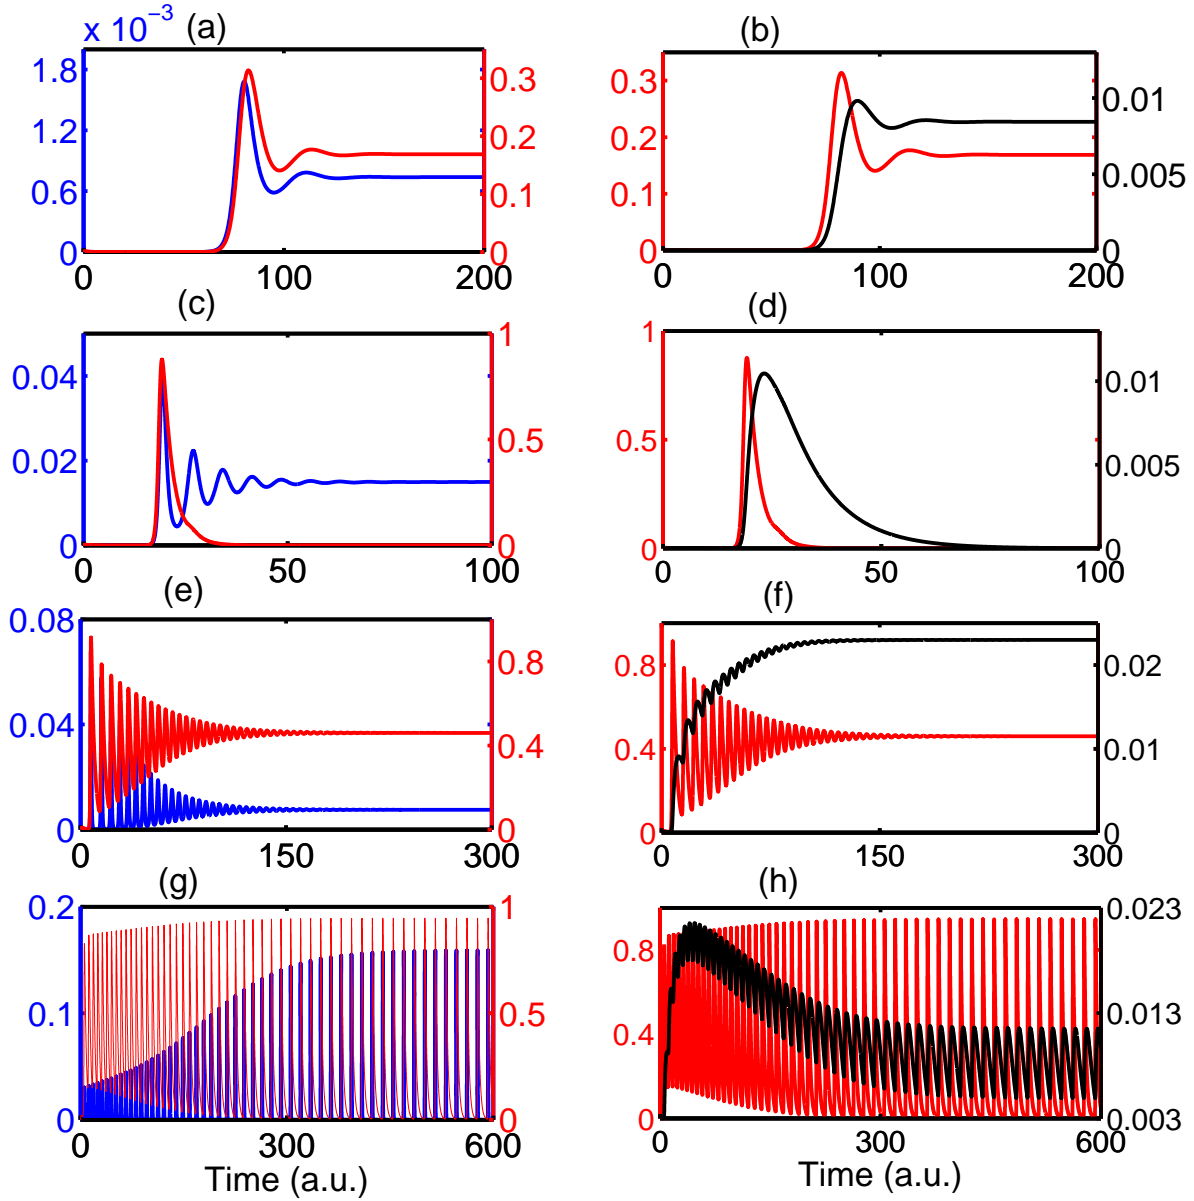 x 10⁻³ (a) (b)
1.8 0.3 0.3 0.01
1.2 0.2 0.2
0.6 0.1 0.1 0.005
0 0 0 0
0 100 200 0 100 200
(c) (d)
1 1
0.04 0.01
0.5 0.5
0.02 0.005
0 0 0 0
0 50 100 0 50 100
(e) (f)
0.08 0.8 0.8 0.02
0.04 0.4 0.4 0.01
0 0 0 0
0 150 300 0 150 300
(g) (h)
0.2 1 0.8 0.023
0.1 0.5 0.4 0.013
0 0 0 0.003
0 300 600 0 300 600
Time (a.u.) Time (a.u.)